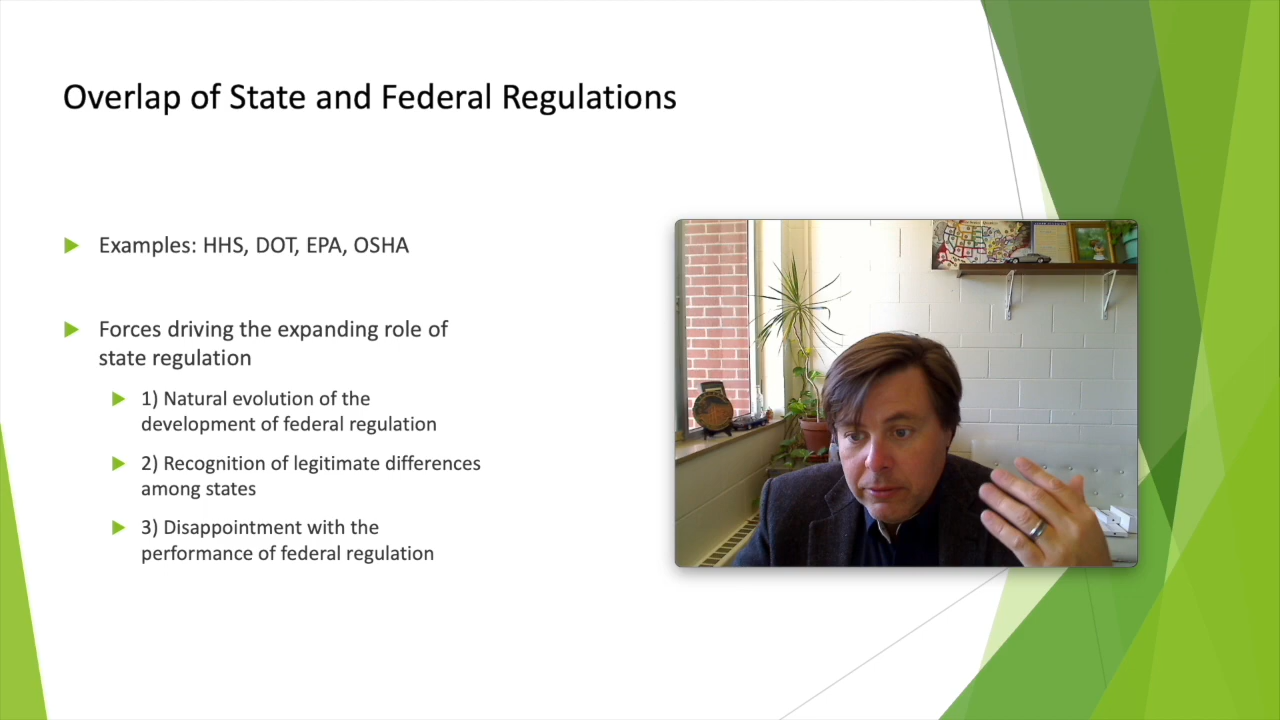 Overlap of State and Federal Regulations
Examples: HHS, DOT, EPA, OSHA
Forces driving the expanding role of
state regulation
1) Natural evolution of the
development of federal regulation
2) Recognition of legitimate differences
among states
3) Disappointment with the
performance of federal regulation